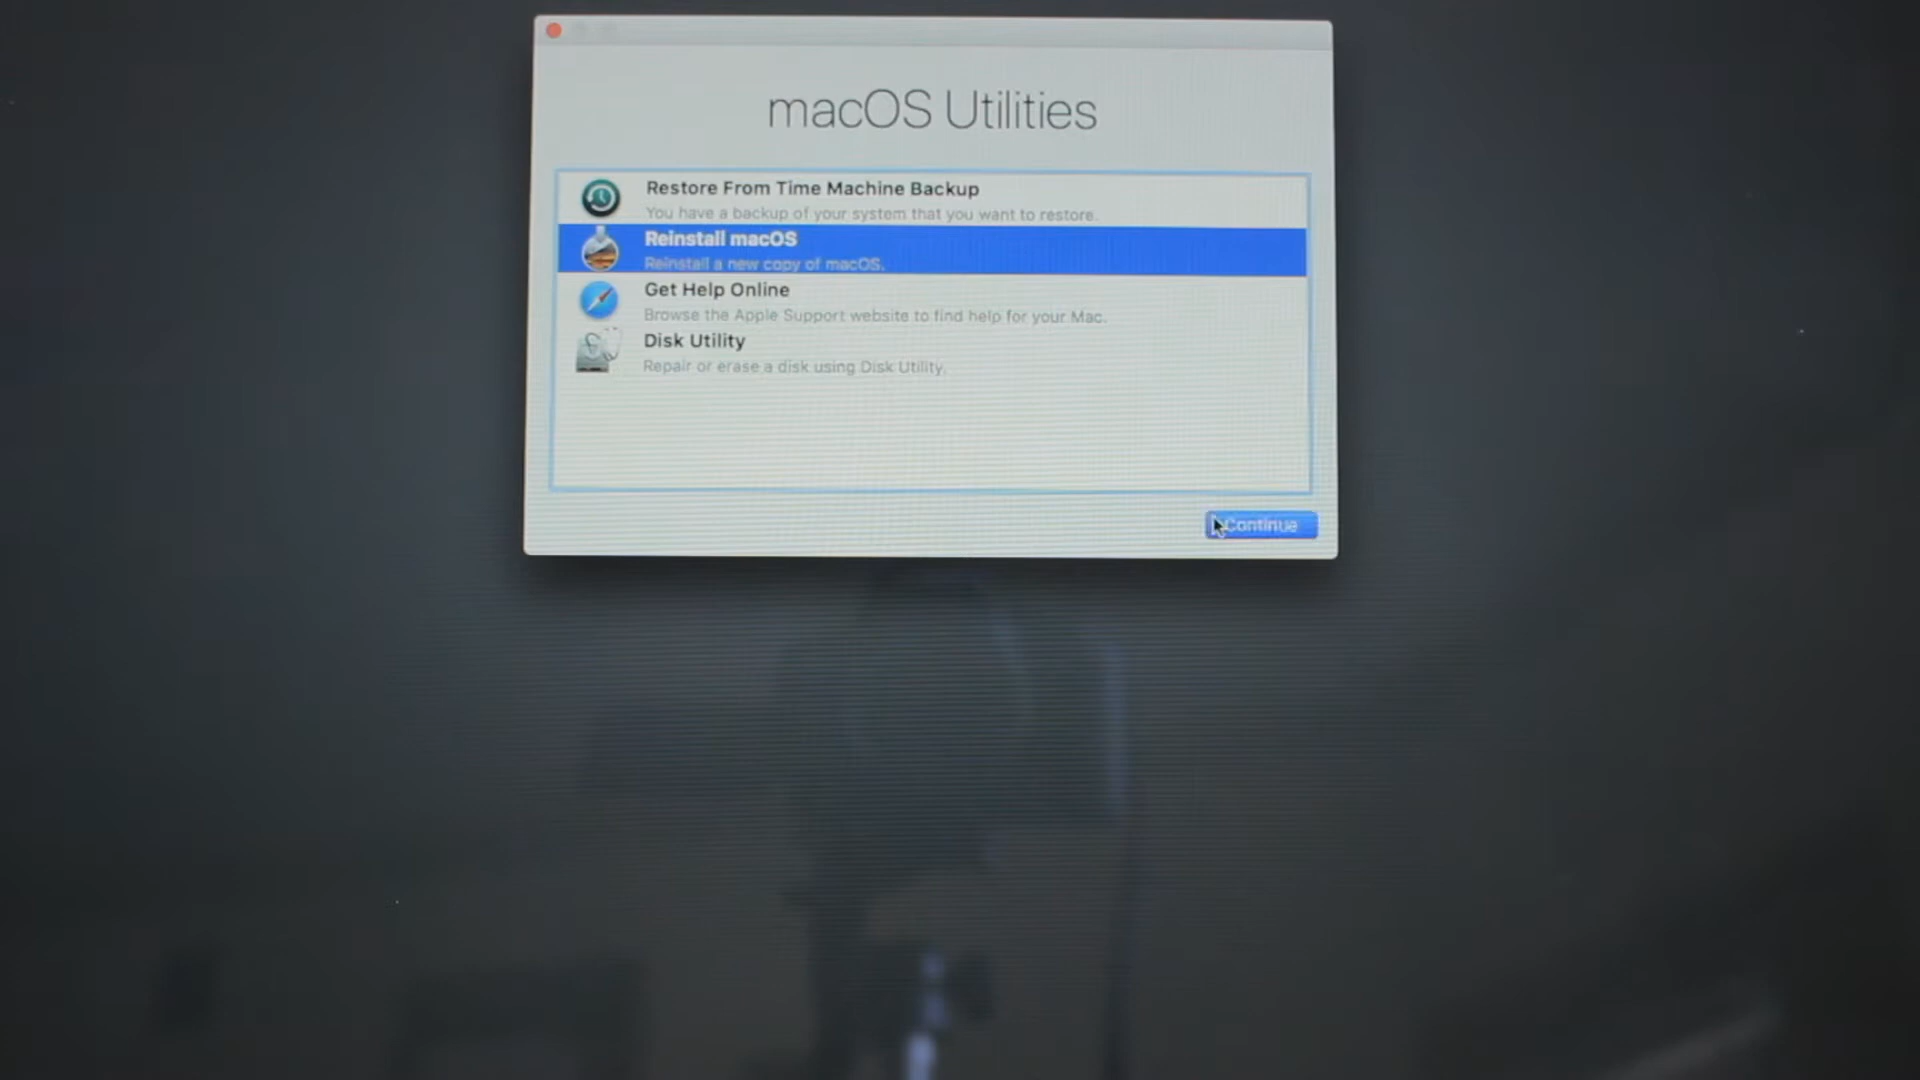 macOS Utilities
Restore From Time Machine Backup
You have a backup of your system that you want to restore.
Reinstall macOS
Reinstall a new copy of macOS.
Get Help Online
Browse the Apple Support website to find help for your Mac.
Disk Utility
Repair or erase a disk using Disk Utility.
Continue